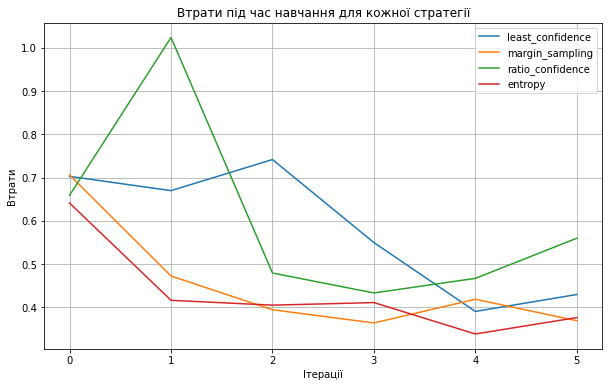 Втрати під час навчання для кожної стратегії
least_confidence
margin_sampling
ratio_confidence
entropy
Втрати
1.0
0.9
0.8
0.7
0.6
0.5
0.4
0 1 2 3 4 5
Ітерації